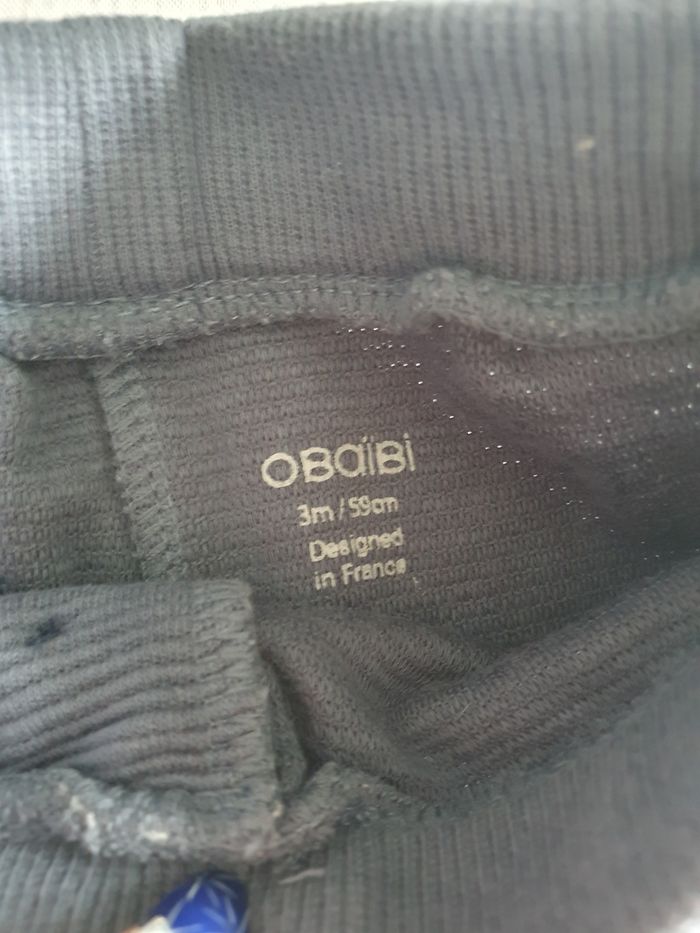 OBaïBi
3m / 59cm
Designed
in France